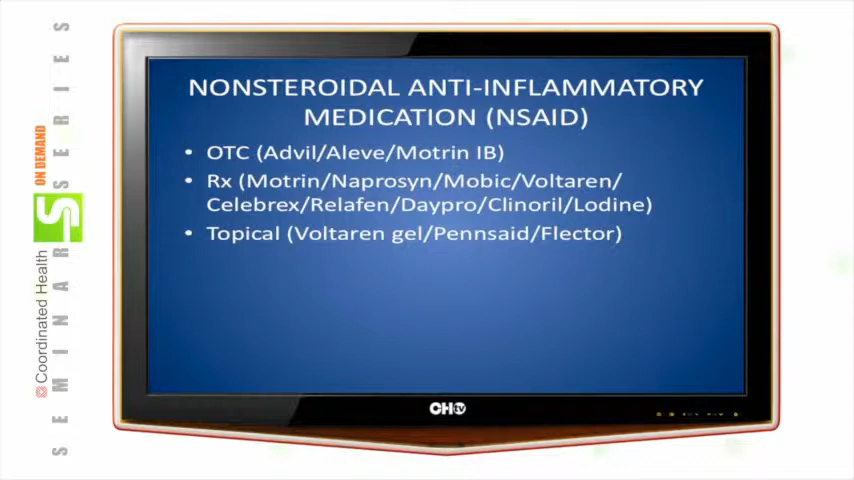 NONSTEROIDAL ANTI-INFLAMMATORY
MEDICATION (NSAID)
• OTC (Advil/Aleve/Motrin IB)
• Rx (Motrin/Naprosyn/Mobic/Voltaren/
Celebrex/Relafen/Daypro/Clinoril/Lodine)
• Topical (Voltaren gel/Pennsaid/Flector)
CHtv
Coordinated Health
S ON DEMAND
SEMINAR SERIES